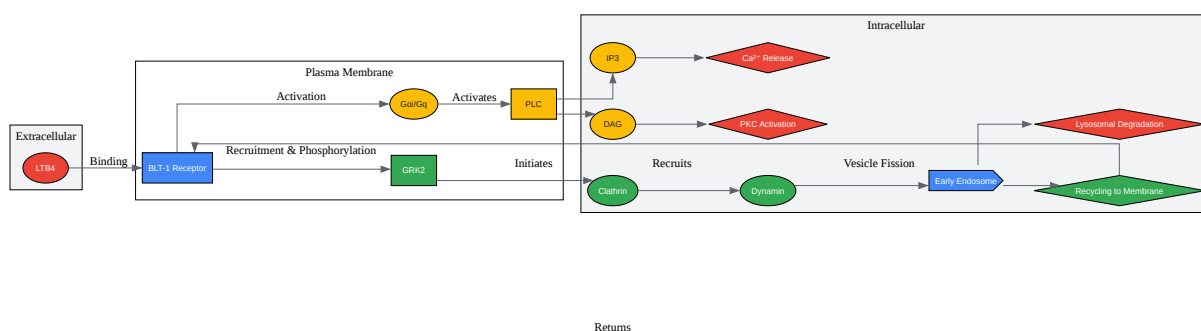 Intracellular
IP3
Ca²⁺ Release
Plasma Membrane
Activation
Gαi/Gq
Activates
PLC
DAG
PKC Activation
Lysosomal Degradation
Extracellular
LTB4
Binding
BLT-1 Receptor
Recruitment & Phosphorylation
GRK2
Initiates
Recruits
Vesicle Fission
Clathrin
Dynamin
Early Endosome
Recycling to Membrane
Returns